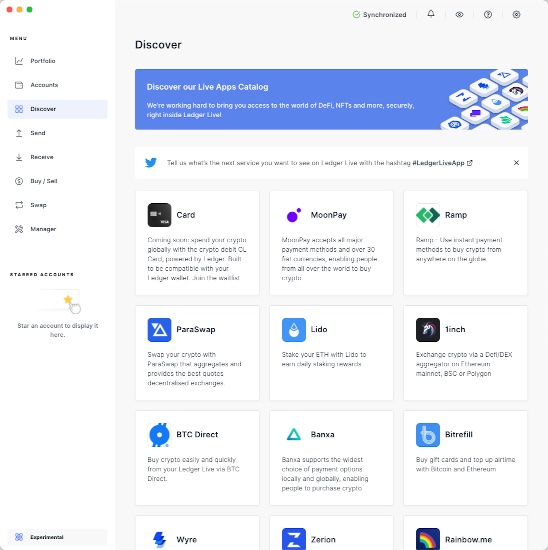 Synchronized
MENU
Portfolio
Accounts
Discover
Send
Receive
Buy / Sell
Swap
Manager
STARRED ACCOUNTS
Star an account to display it
here.
Experimental
Discover
Discover our Live Apps Catalog
We're working hard to bring you access to the world of DeFi, NFTs and more, securely,
right inside Ledger Live!
Tell us what's the next service you want to see on Ledger Live with the hashtag #LedgerLiveApp
Card
Coming soon: spend your crypto
globally with the crypto debit CL
Card, powered by Ledger. Built
to be compatible with your
Ledger wallet. Join the waitlist
VISA
MoonPay
MoonPay accepts all major
payment methods and over 30
fiat currencies, enabling people
from all over the world to buy
crypto
Ramp
Ramp - Use instant payment
methods to buy crypto from
anywhere on the globe.
ParaSwap
Swap your crypto with
ParaSwap that aggregates and
provides the best quotes
decentralised exchanges.
Lido
Stake your ETH with Lido to
earn daily staking rewards
1inch
Exchange crypto via a Defi/DEX
aggregator on Ethereum
mainnet, BSC or Polygon
BTC Direct
Buy crypto easily and quickly
from your Ledger Live via BTC
Direct.
Banxa
Banxa supports the widest
choice of payment options
locally and globally, enabling
people to purchase crypto
Bitrefill
Buy gift cards and top up airtime
with Bitcoin and Ethereum
Wyre
Zerion
Rainbow.me